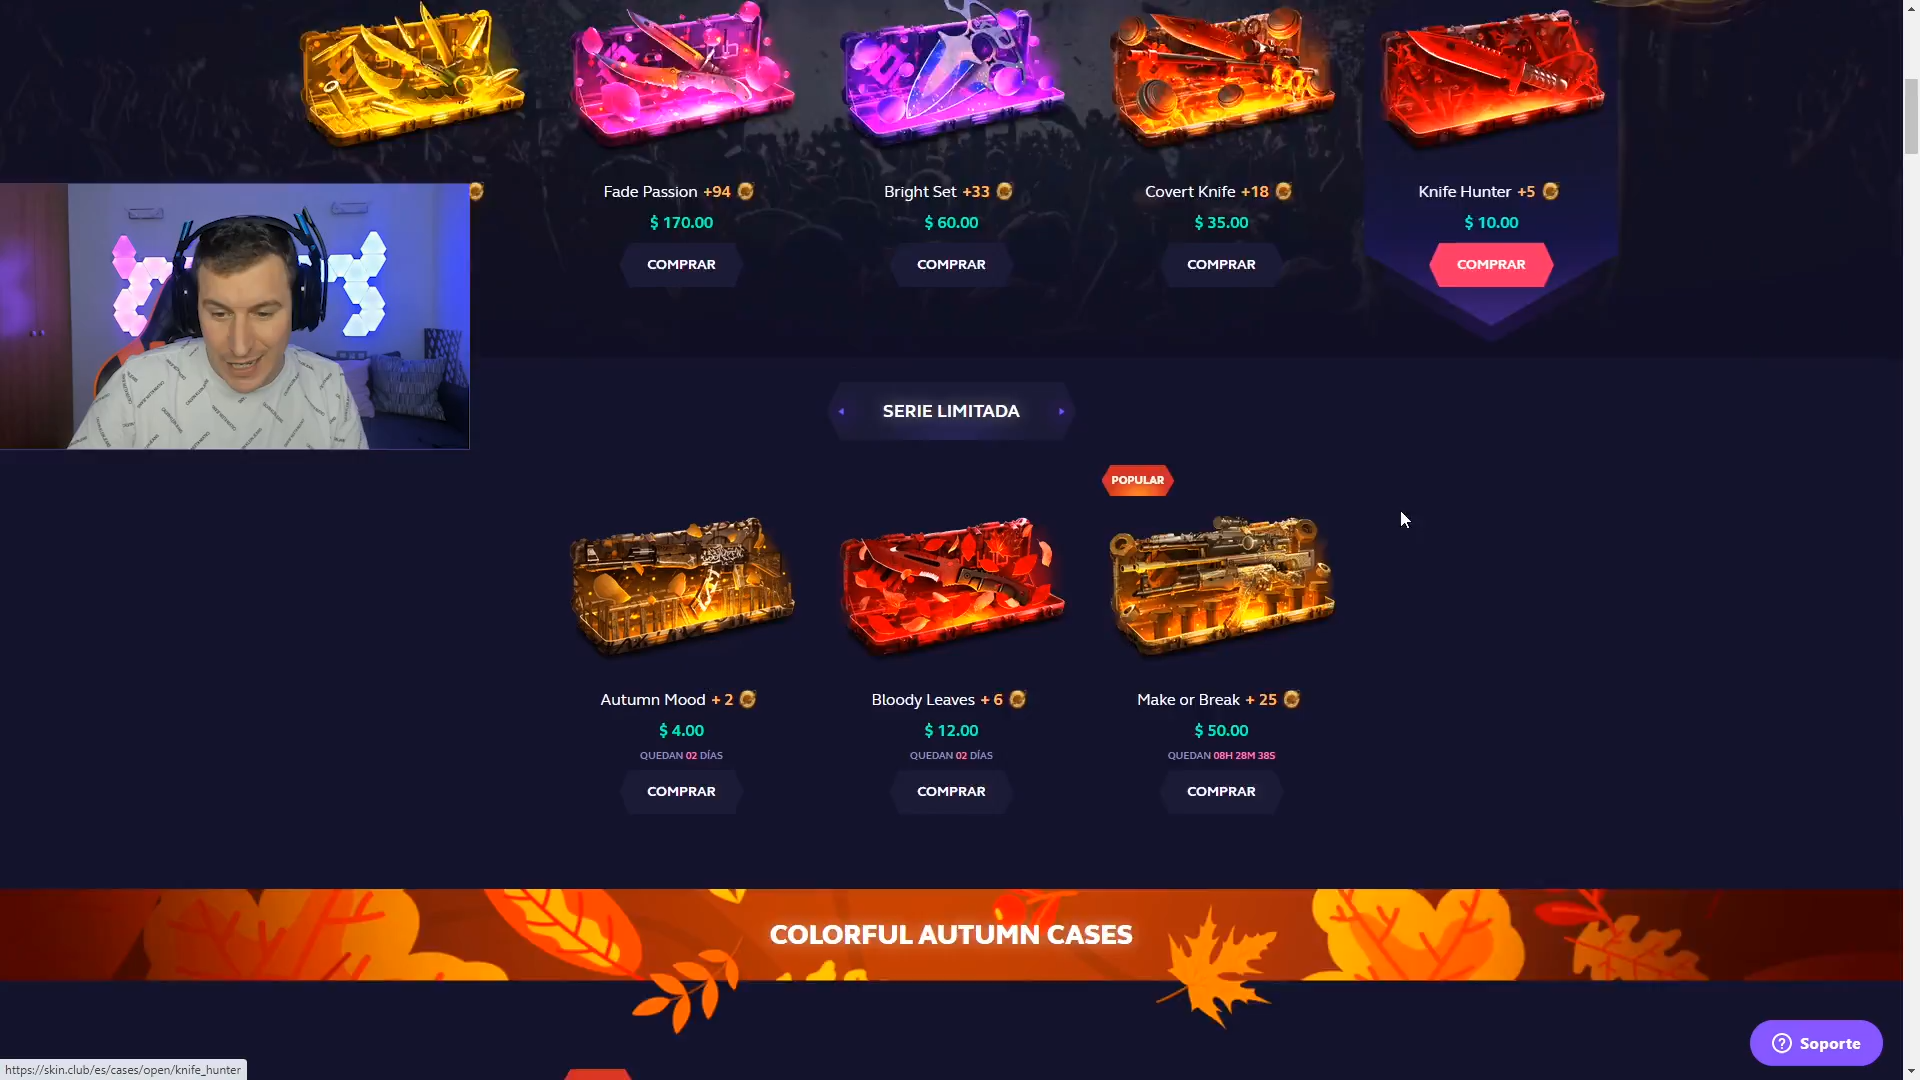 Fade Passion +94
$ 170.00
COMPRAR
Bright Set +33
$ 60.00
COMPRAR
Covert Knife +18
$ 35.00
COMPRAR
Knife Hunter +5
$ 10.00
COMPRAR
SERIE LIMITADA
POPULAR
Autumn Mood + 2
$ 4.00
QUEDAN 02 DÍAS
COMPRAR
Bloody Leaves + 6
$ 12.00
QUEDAN 02 DÍAS
COMPRAR
Make or Break + 25
$ 50.00
QUEDAN 08H 28M 38S
COMPRAR
COLORFUL AUTUMN CASES
Soporte
https://skin.club/es/cases/open/knife_hunter